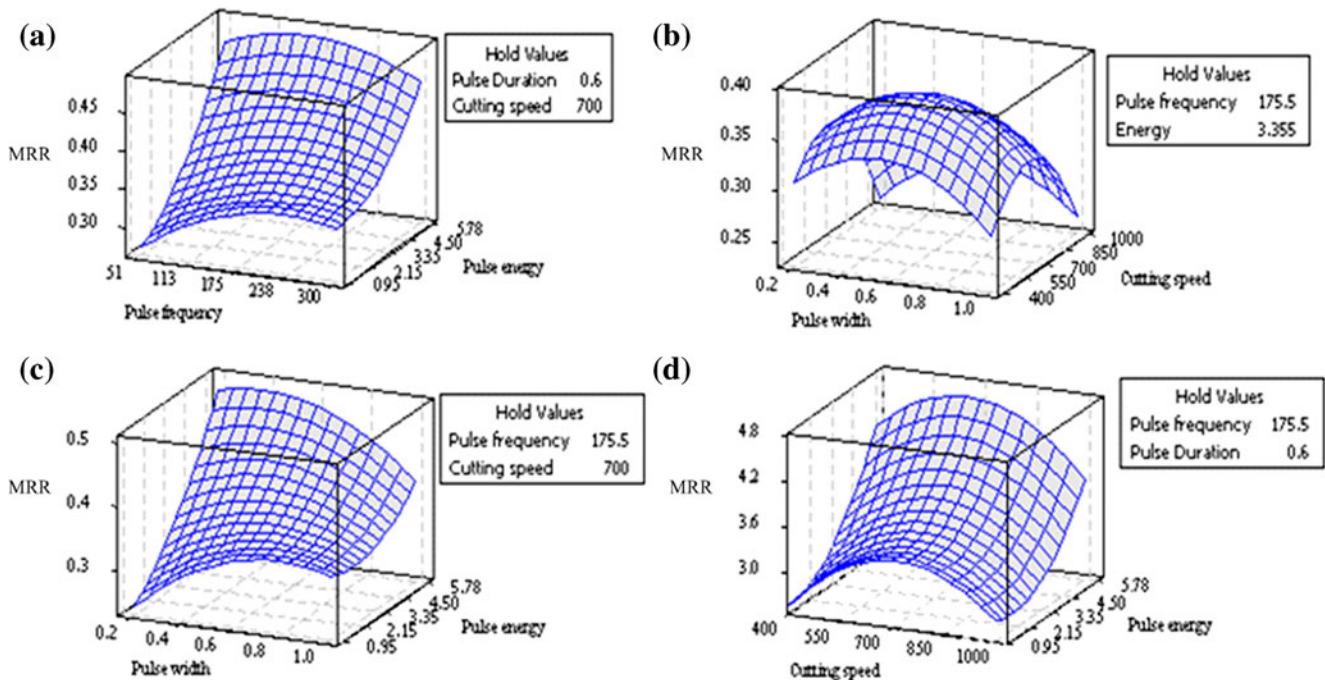 (a)
Hold Values
Pulse Duration 0.6
Cutting speed 700
MRR
0.45
0.40
0.35
0.30
51 113 175 238 300
Pulse frequency
0.95 2.15 3.35 4.50 5.78
Pulse energy
(b)
Hold Values
Pulse frequency 175.5
Energy 3.355
MRR
0.40
0.35
0.30
0.25
0.2 0.4 0.6 0.8 1.0
Pulse width
400 550 700 850 1000
Cutting speed
(c)
Hold Values
Pulse frequency 175.5
Cutting speed 700
MRR
0.5
0.4
0.3
0.2 0.4 0.6 0.8 1.0
Pulse width
0.95 2.15 3.35 4.50 5.78
Pulse energy
(d)
Hold Values
Pulse frequency 175.5
Pulse Duration 0.6
MRR
4.8
4.2
3.6
3.0
400 550 700 850 1000
Cutting speed
0.95 2.15 3.35 4.50 5.78
Pulse energy